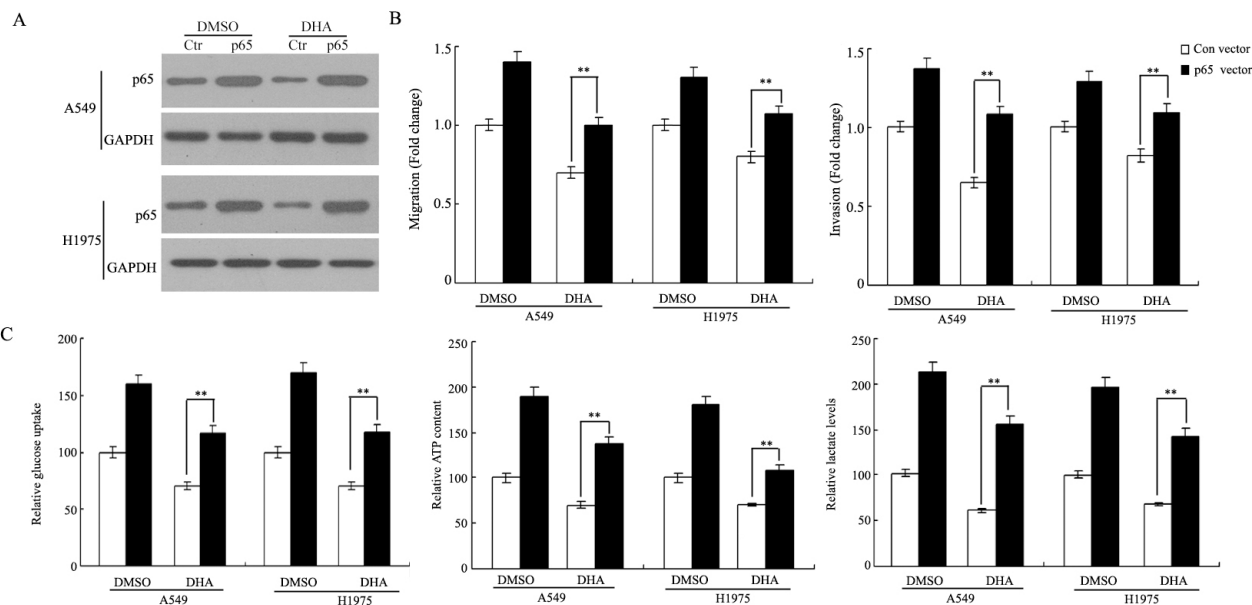 A
DMSO DHA
Ctr p65 Ctr p65
A549
p65
GAPDH
H1975
p65
GAPDH
B
Migration (Fold change)
1.5
1.0
0.5
0
DMSO DHA DMSO DHA
A549 H1975
**
**
Invasion (Fold change)
1.5
1.0
0.5
0
DMSO DHA DMSO DHA
A549 H1975
**
**
Con vector
p65 vector
C
Relative glucose uptake
200
150
100
50
0
DMSO DHA DMSO DHA
A549 H1975
**
**
Relative ATP content
250
200
150
100
50
0
DMSO DHA DMSO DHA
A549 H1975
**
**
Relative lactate levels
250
200
150
100
50
0
DMSO DHA DMSO DHA
A549 H1975
**
**